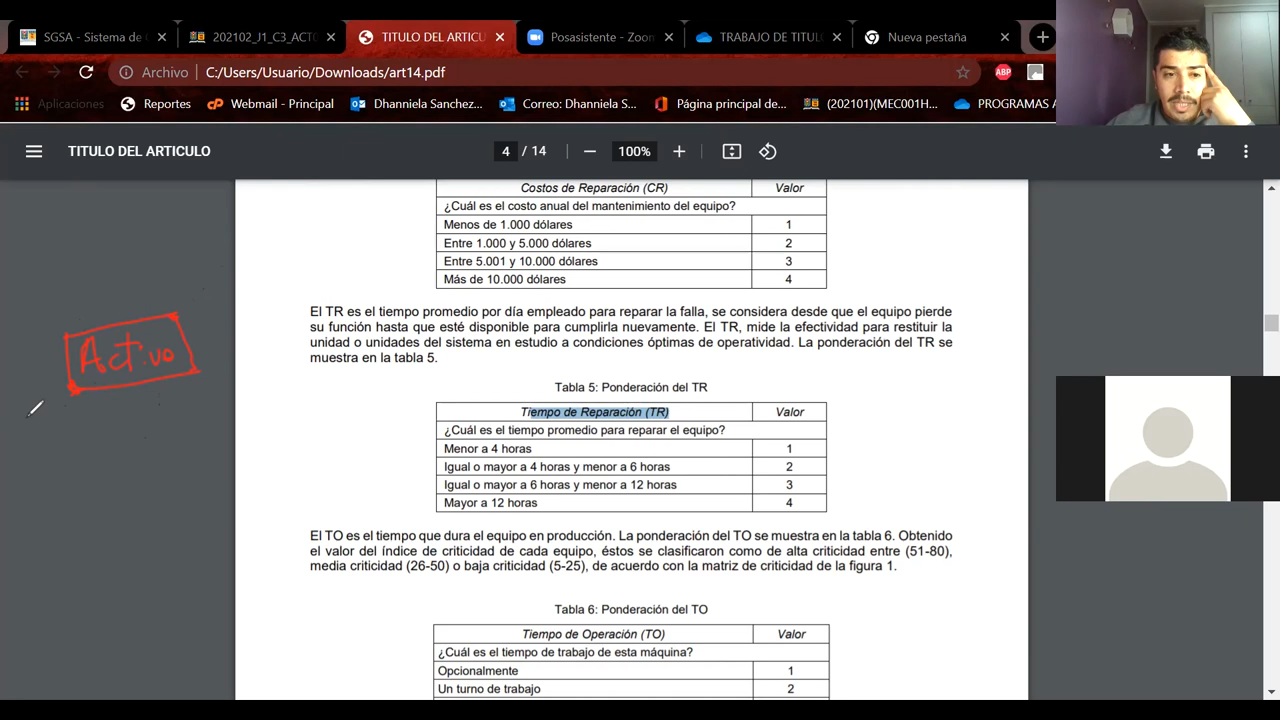 SGSA - Sistema de C
202102_J1_C3_ACT0
TITULO DEL ARTICU
Posasistente - Zoom
TRABAJO DE TITUL
Nueva pestaña
Archivo
C:/Users/Usuario/Downloads/art14.pdf
ABP
Aplicaciones
Reportes
Webmail - Principal
Dhanniela Sanchez...
Correo: Dhanniela S...
Página principal de...
(202101)(MEC001H...
PROGRAMAS A
TITULO DEL ARTICULO
4 / 14
100%
Costos de Reparación (CR) Valor
¿Cuál es el costo anual del mantenimiento del equipo?
Menos de 1.000 dólares 1
Entre 1.000 y 5.000 dólares 2
Entre 5.001 y 10.000 dólares 3
Más de 10.000 dólares 4
El TR es el tiempo promedio por día empleado para reparar la falla, se considera desde que el equipo pierde
su función hasta que esté disponible para cumplirla nuevamente. El TR, mide la efectividad para restituir la
unidad o unidades del sistema en estudio a condiciones óptimas de operatividad. La ponderación del TR se
muestra en la tabla 5.
Activo
Tabla 5: Ponderación del TR
Tiempo de Reparación (TR) Valor
¿Cuál es el tiempo promedio para reparar el equipo?
Menor a 4 horas 1
Igual o mayor a 4 horas y menor a 6 horas 2
Igual o mayor a 6 horas y menor a 12 horas 3
Mayor a 12 horas 4
El TO es el tiempo que dura el equipo en producción. La ponderación del TO se muestra en la tabla 6. Obtenido
el valor del índice de criticidad de cada equipo, éstos se clasificaron como de alta criticidad entre (51-80),
media criticidad (26-50) o baja criticidad (5-25), de acuerdo con la matriz de criticidad de la figura 1.
Tabla 6: Ponderación del TO
Tiempo de Operación (TO) Valor
¿Cuál es el tiempo de trabajo de esta máquina?
Opcionalmente 1
Un turno de trabajo 2